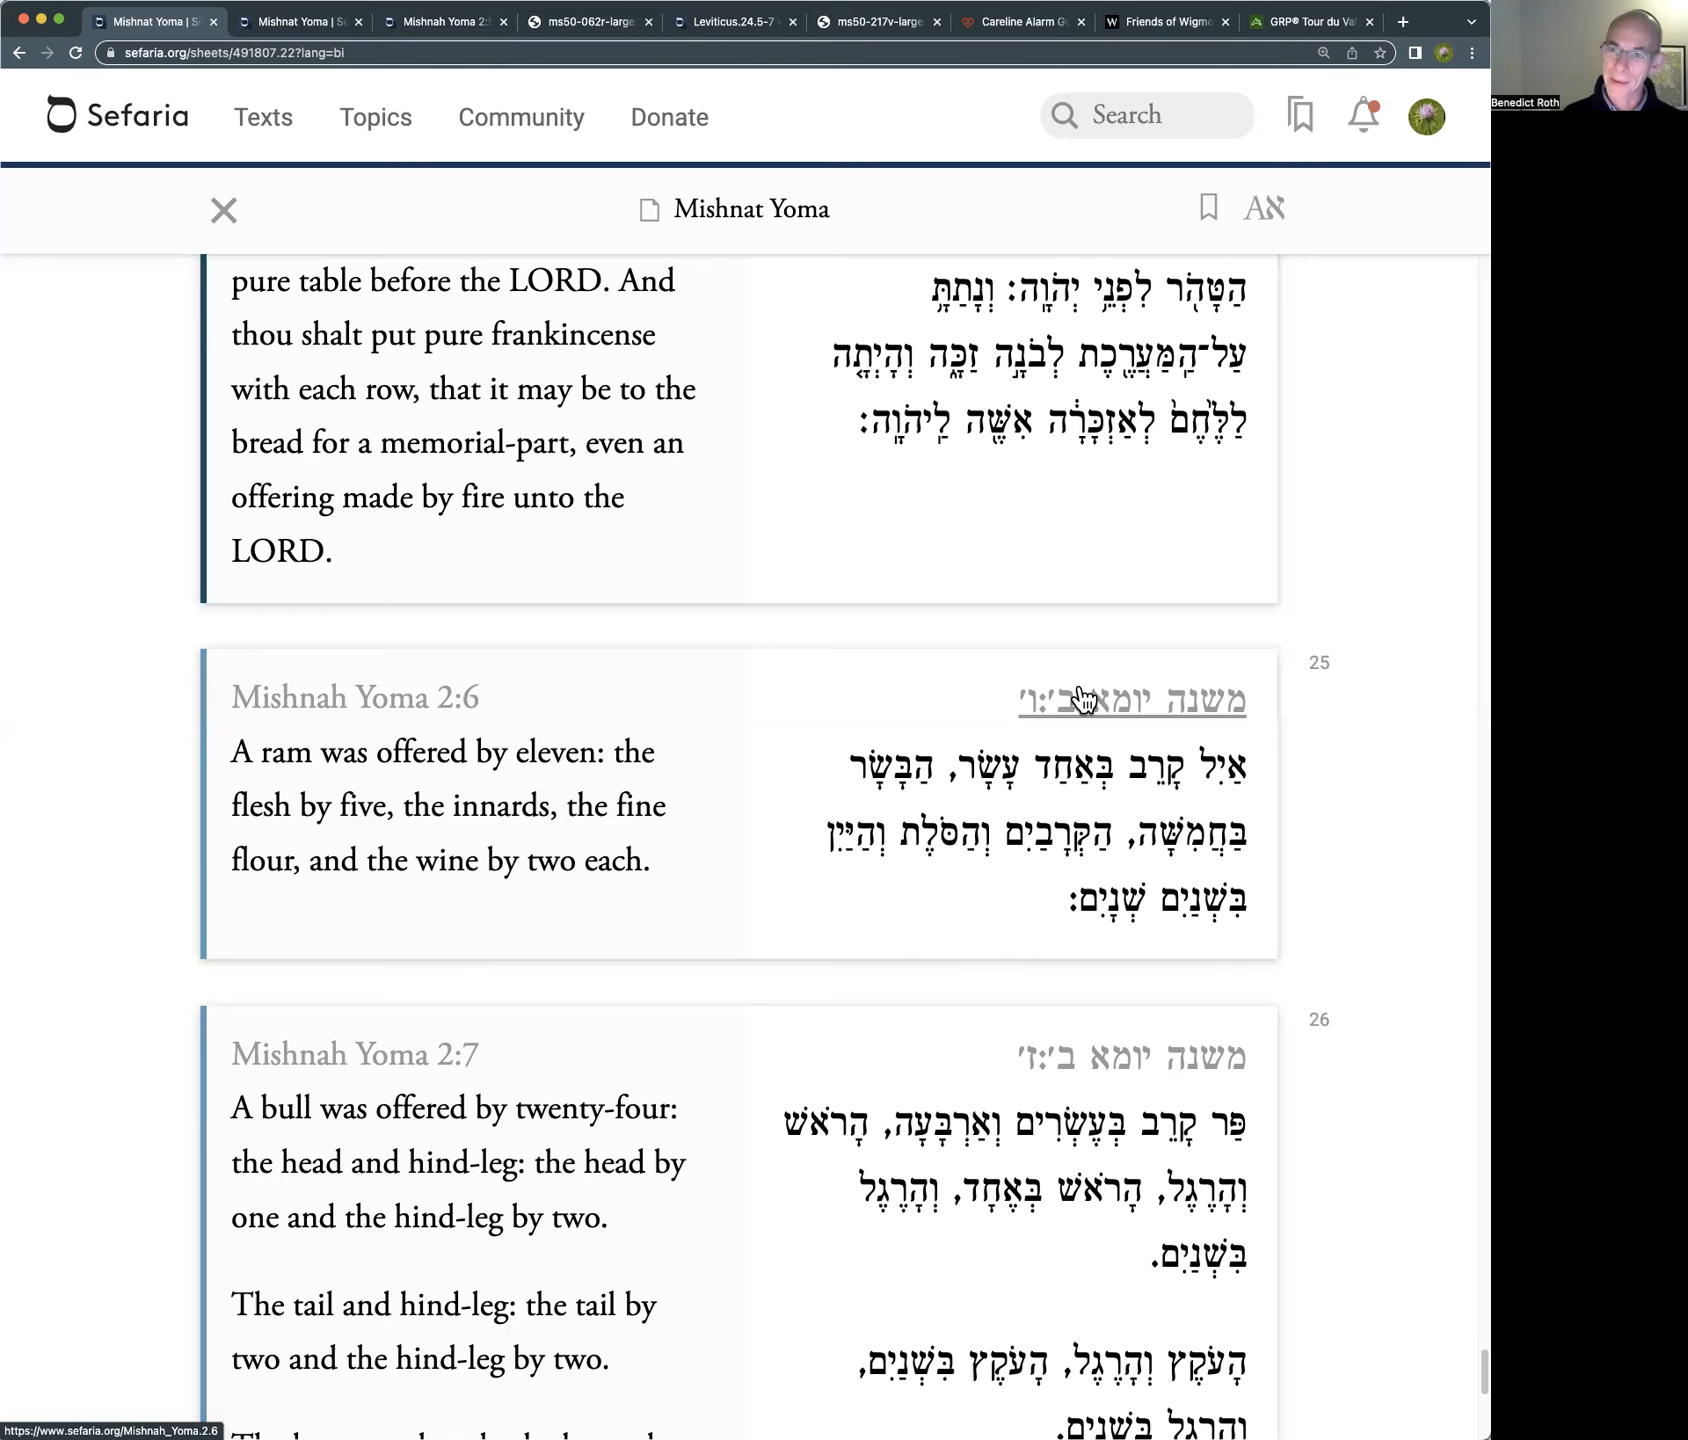 Mishnat Yoma | S
Mishnat Yoma | S
Mishnah Yoma 2:
ms50-062r-large
Leviticus.24.5-7
ms50-217v-large
Careline Alarm G
Friends of Wigmo
GRP® Tour du Va
sefaria.org/sheets/491807.22?lang=bi
Benedict Roth
Sefaria
Texts
Topics
Community
Donate
Search
Mishnat Yoma
Aא
pure table before the LORD. And
thou shalt put pure frankincense
with each row, that it may be to the
bread for a memorial-part, even an
offering made by fire unto the
LORD.
הַטָּהֹ֖ר לִפְנֵ֥י יְהֹוָֽה׃ וְנָתַתָּ֥
עַל־הַֽמַּעֲרֶ֖כֶת לְבֹנָ֣ה זַכָּ֑ה וְהָיְתָ֤ה
לַלֶּ֙חֶם֙ לְאַזְכָּרָ֔ה אִשֶּׁ֖ה לַֽיהֹוָֽה׃
25
Mishnah Yoma 2:6
A ram was offered by eleven: the
flesh by five, the innards, the fine
flour, and the wine by two each.
משנה יומא ב׳:ו׳
אַיִל קָרֵב בְּאַחַד עָשָׂר, הַבָּשָׂר
בַּחֲמִשָּׁה, הַקְּרָבַיִם וְהַסֹּלֶת וְהַיַּיִן
בִּשְׁנַיִם שְׁנָיִם:
26
Mishnah Yoma 2:7
A bull was offered by twenty-four:
the head and hind-leg: the head by
one and the hind-leg by two.
The tail and hind-leg: the tail by
two and the hind-leg by two.
משנה יומא ב׳:ז׳
פַּר קָרֵב בְּעֶשְׂרִים וְאַרְבָּעָה, הָרֹאשׁ
וְהָרֶגֶל, הָרֹאשׁ בְּאֶחָד, וְהָרֶגֶל
בִּשְׁנַיִם.
הָעֹקֶץ וְהָרֶגֶל, הָעֹקֶץ בִּשְׁנַיִם,
והרגל בשנים.
https://www.sefaria.org/Mishnah_Yoma.2.6